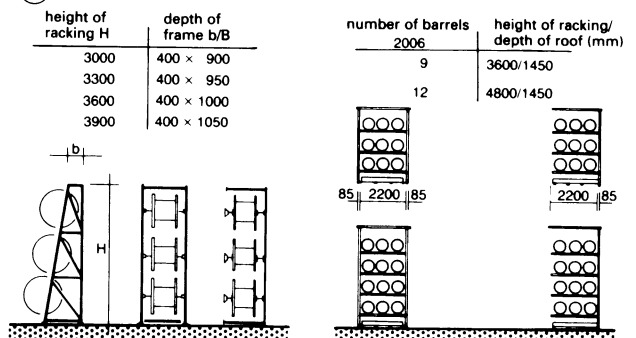 height of
racking H
depth of
frame b/B
3000 400 × 900
3300 400 × 950
3600 400 × 1000
3900 400 × 1050
b
H
number of barrels
2006
height of racking/
depth of roof (mm)
9 3600/1450
12 4800/1450
85 2200 85
2200 85